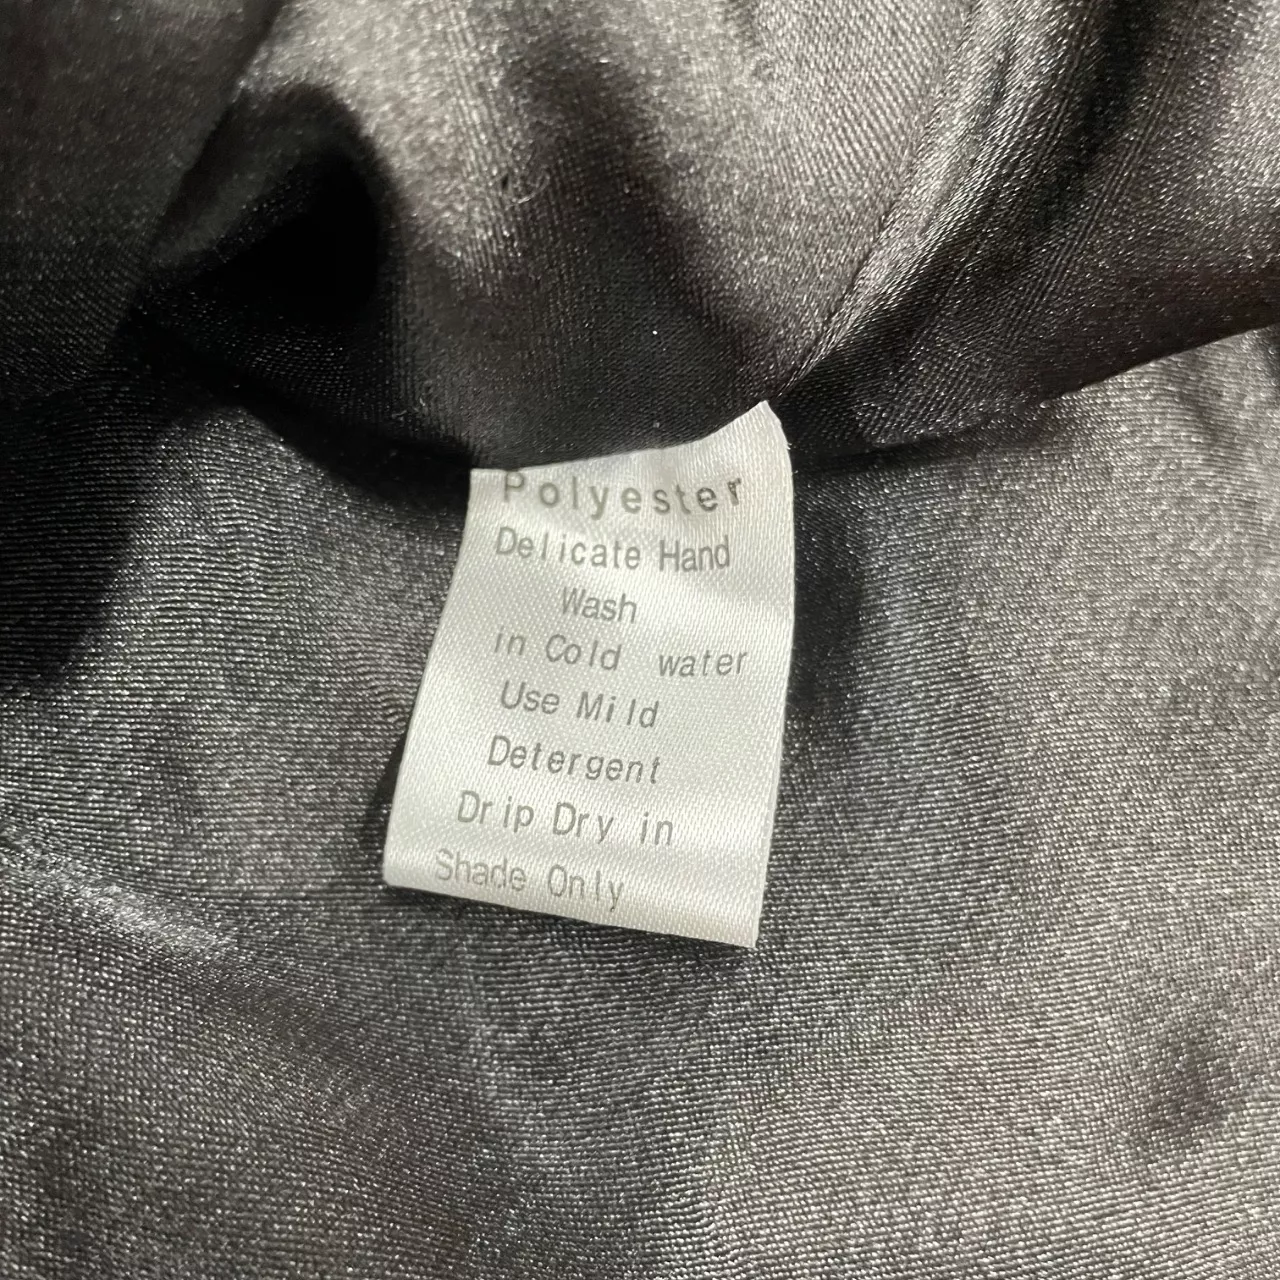 Polyester
Delicate Hand
Wash
in Cold water
Use Mild
Detergent
Drip Dry in
Shade Only